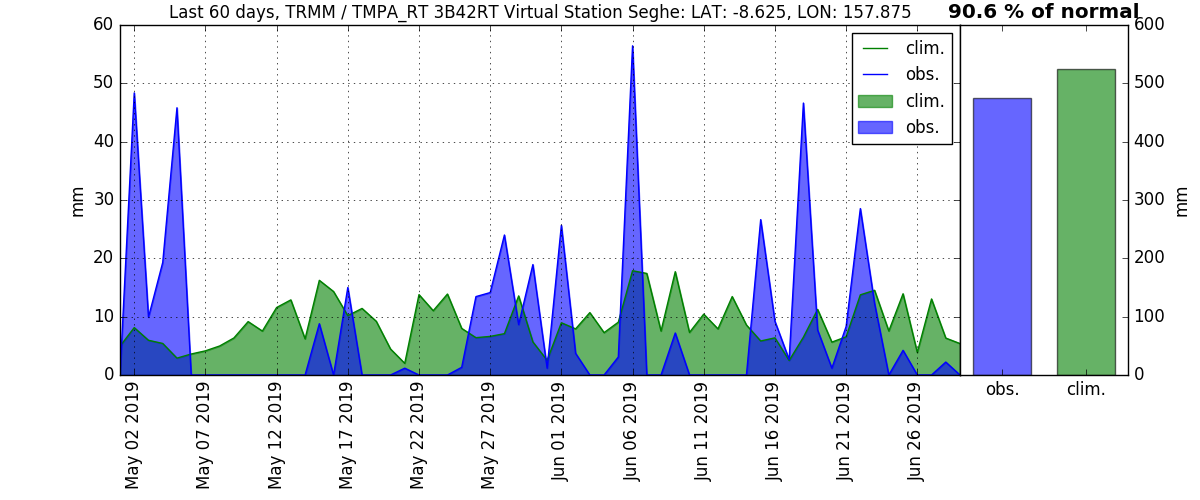 Last 60 days, TRMM / TMPA_RT 3B42RT Virtual Station Seghe: LAT: -8.625, LON: 157.875
90.6 % of normal
60
50
40
30
20
10
0
mm
clim.
obs.
clim.
obs.
600
500
400
300
200
100
0
mm
obs.
clim.
May 02 2019
May 07 2019
May 12 2019
May 17 2019
May 22 2019
May 27 2019
Jun 01 2019
Jun 06 2019
Jun 11 2019
Jun 16 2019
Jun 21 2019
Jun 26 2019